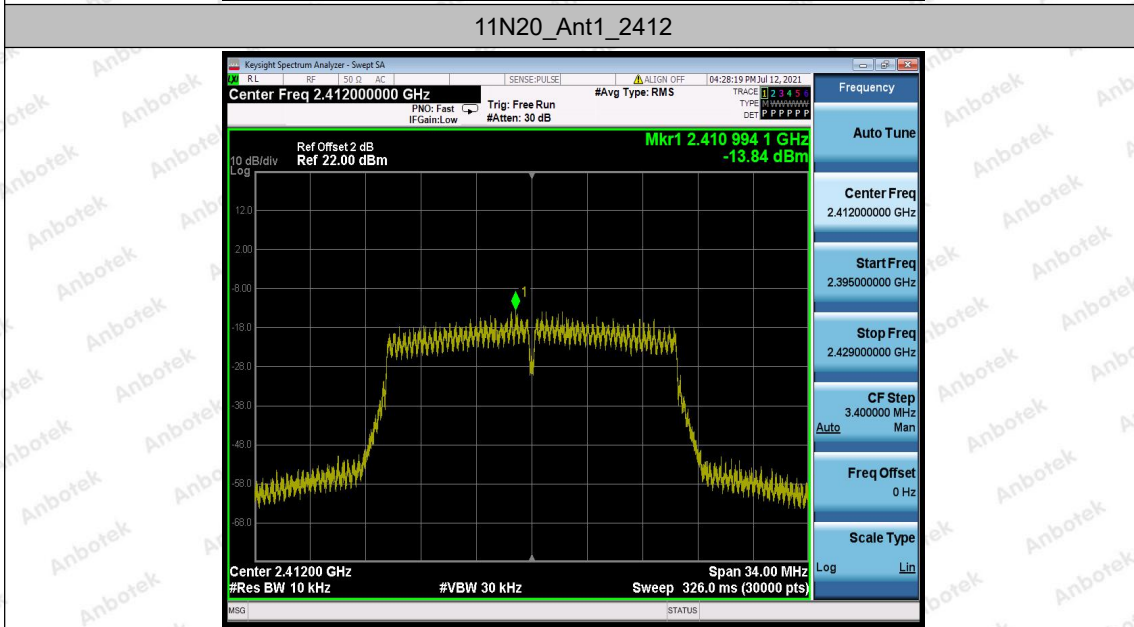 11N20_Ant1_2412
Keysight Spectrum Analyzer - Swept SA
RL RF 50 Ω AC SENSE:PULSE ALIGN OFF 04:28:19 PM Jul 12, 2021
Center Freq 2.412000000 GHz
PNO: Fast
IFGain:Low
Trig: Free Run
#Atten: 30 dB
#Avg Type: RMS
TRACE 1 2 3 4 5 6
TYPE M WWWWW
DET P P P P P P
Mkr1 2.410 994 1 GHz
-13.84 dBm
Ref Offset 2 dB
10 dB/div Ref 22.00 dBm
Log
12.0
2.00
-8.00
1
-18.0
-28.0
-38.0
-48.0
-58.0
-68.0
Center 2.41200 GHz Span 34.00 MHz
#Res BW 10 kHz #VBW 30 kHz Sweep 326.0 ms (30000 pts)
MSG STATUS
Frequency
Auto Tune
Center Freq
2.412000000 GHz
Start Freq
2.395000000 GHz
Stop Freq
2.429000000 GHz
CF Step
3.400000 MHz
Auto Man
Freq Offset
0 Hz
Scale Type
Log Lin
Anbotek